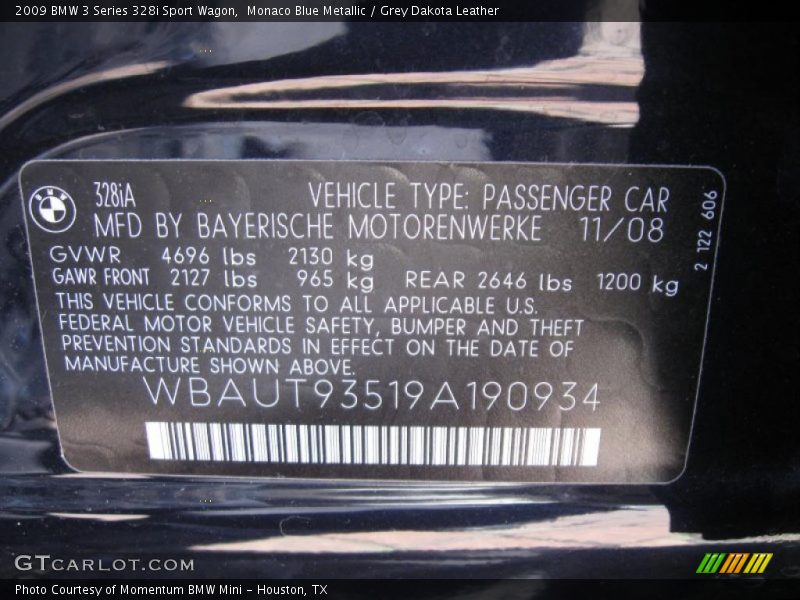 2009 BMW 3 Series 328i Sport Wagon,  Monaco Blue Metallic / Grey Dakota Leather
BMW
328iA VEHICLE TYPE: PASSENGER CAR
MFD BY BAYERISCHE MOTORENWERKE 11/08
GVWR 4696 lbs 2130 kg
GAWR FRONT 2127 lbs 965 kg REAR 2646 lbs 1200 kg
THIS VEHICLE CONFORMS TO ALL APPLICABLE U.S.
FEDERAL MOTOR VEHICLE SAFETY, BUMPER AND THEFT
PREVENTION STANDARDS IN EFFECT ON THE DATE OF
MANUFACTURE SHOWN ABOVE.
WBAUT93519A190934
2 122 606
GTCARLOT.COM
Photo Courtesy of Momentum BMW Mini - Houston, TX